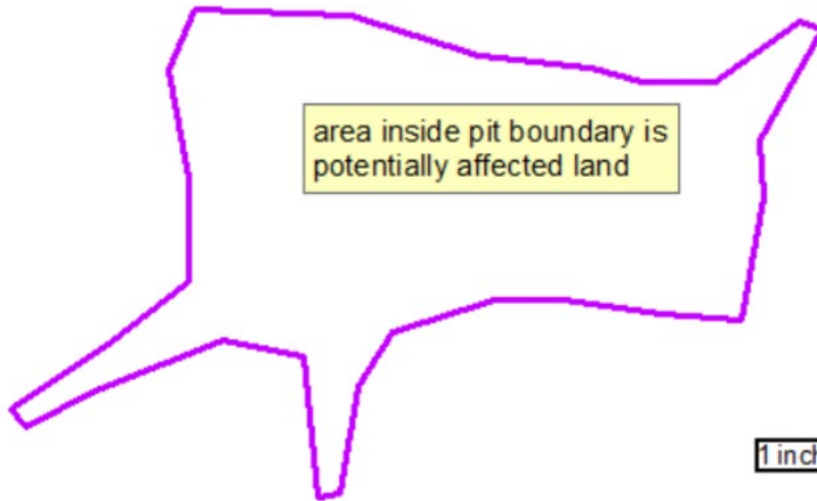 area inside pit boundary is
potentially affected land
1 inch